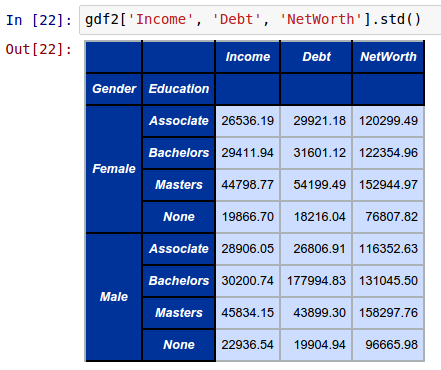 In [22]: gdf2['Income', 'Debt', 'NetWorth'].std()
Out[22]:
Income Debt NetWorth
Gender Education
Female Associate 26536.19 29921.18 120299.49
Bachelors 29411.94 31601.12 122354.96
Masters 44798.77 54199.49 152944.97
None 19866.70 18216.04 76807.82
Male Associate 28906.05 26806.91 116352.63
Bachelors 30200.74 177994.83 131045.50
Masters 45834.15 43899.30 158297.76
None 22936.54 19904.94 96665.98